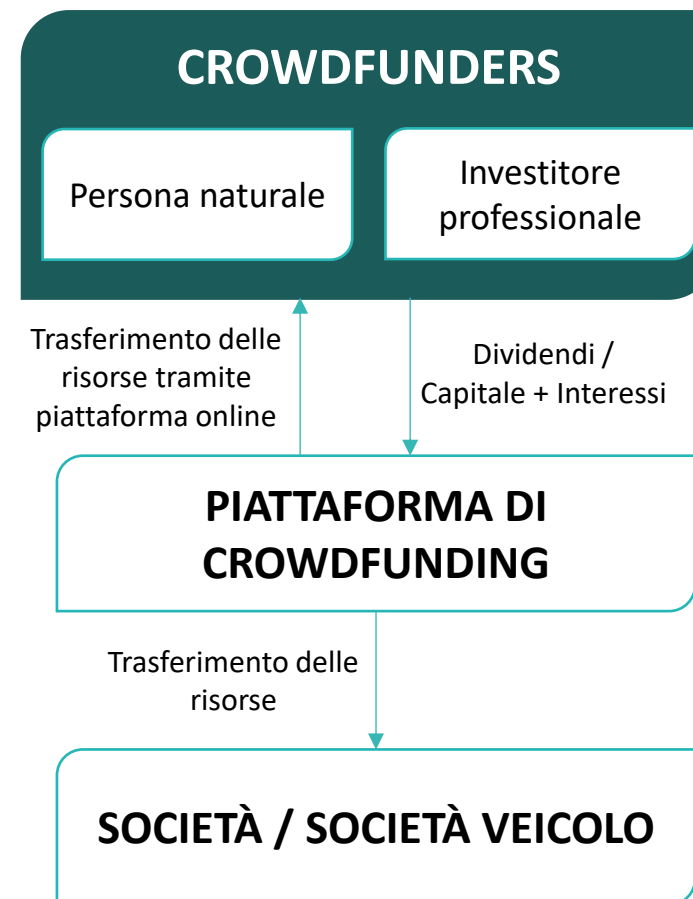 CROWDFUNDERS
Persona naturale
Investitore
professionale
Trasferimento delle
risorse tramite
piattaforma online
Dividendi /
Capitale + Interessi
PIATTAFORMA DI
CROWDFUNDING
Trasferimento delle
risorse
SOCIETÀ / SOCIETÀ VEICOLO